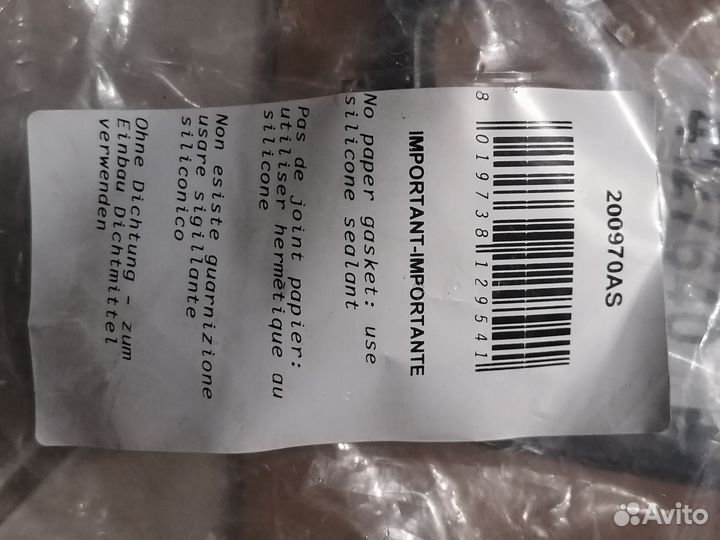 200970AS
8 019738 129541
IMPORTANT-IMPORTANTE
No paper gasket: use
silicone sealant
Pas de joint papier:
utiliser hermétique au
silicone
Non esiste guarnizione
usare sigillante
siliconico
Ohne Dichtung - zum
Einbau Dichtmittel
verwenden
Avito